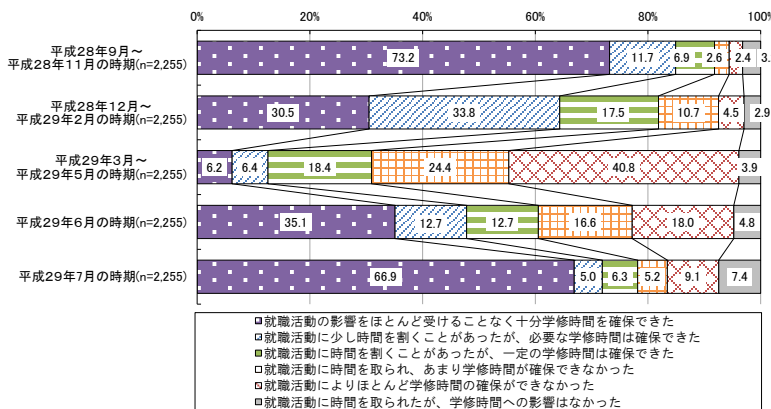 0% 20% 40% 60% 80% 100%
平成28年9月～
平成28年11月の時期(n=2,255)
73.2 11.7 6.9 2.6 2.4 3.
平成28年12月～
平成29年2月の時期(n=2,255)
30.5 33.8 17.5 10.7 4.5 2.9
平成29年3月～
平成29年5月の時期(n=2,255)
6.2 6.4 18.4 24.4 40.8 3.9
平成29年6月の時期(n=2,255)
35.1 12.7 12.7 16.6 18.0 4.8
平成29年7月の時期(n=2,255)
66.9 5.0 6.3 5.2 9.1 7.4
就職活動の影響をほとんど受けることなく十分学修時間を確保できた
就職活動に少し時間を割くことがあったが、必要な学修時間は確保できた
就職活動に時間を割くことがあったが、一定の学修時間は確保できた
就職活動に時間を取られ、あまり学修時間が確保できなかった
就職活動によりほとんど学修時間の確保ができなかった
就職活動に時間を取られたが、学修時間への影響はなかった